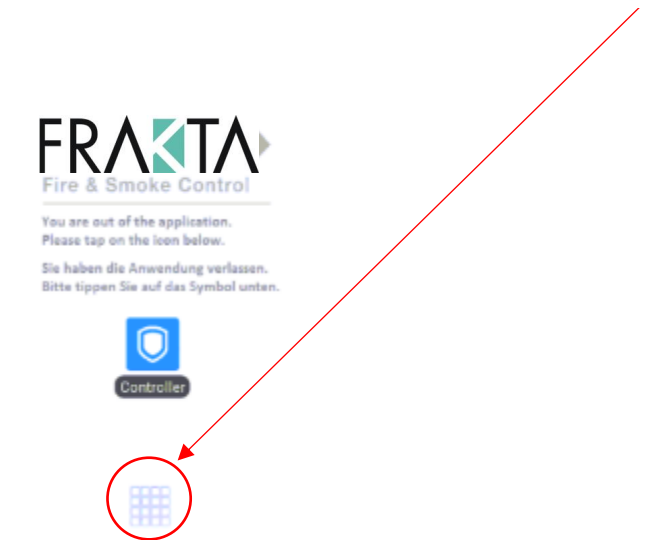 FRAKTA
Fire & Smoke Control
You are out of the application.
Please tap on the icon below.
Sie haben die Anwendung verlassen.
Bitte tippen Sie auf das Symbol unten.
Controller